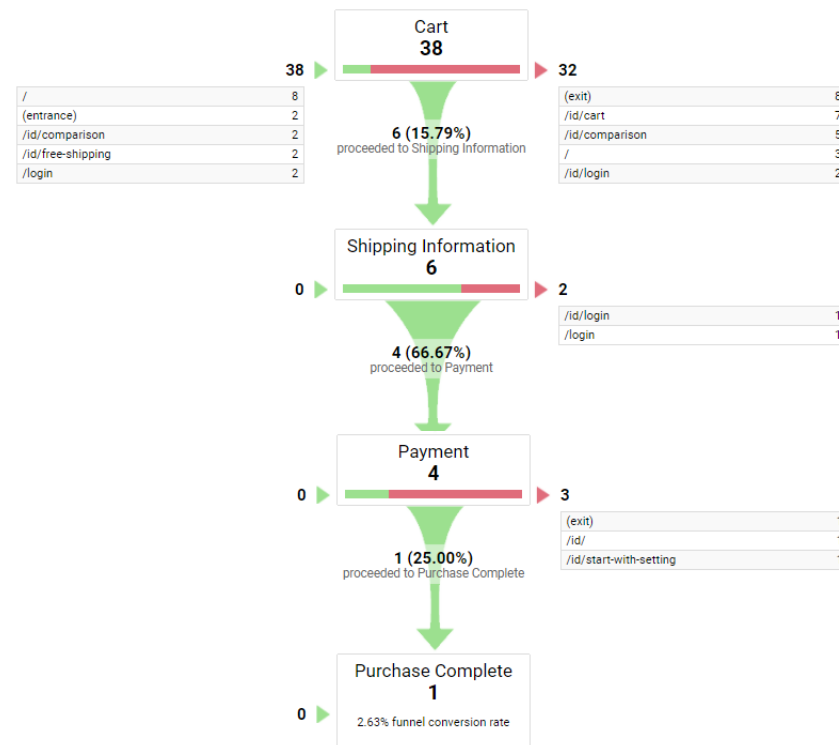 Cart
38
38
32
/ 8
(entrance) 2
/id/comparison 2
/id/free-shipping 2
/login 2
(exit) 8
/id/cart 7
/id/comparison 5
/ 3
/id/login 2
6 (15.79%)
proceeded to Shipping Information
Shipping Information
6
0
2
/id/login 1
/login 1
4 (66.67%)
proceeded to Payment
Payment
4
0
3
(exit) 1
/id/ 1
/id/start-with-setting 1
1 (25.00%)
proceeded to Purchase Complete
Purchase Complete
1
0
2.63% funnel conversion rate